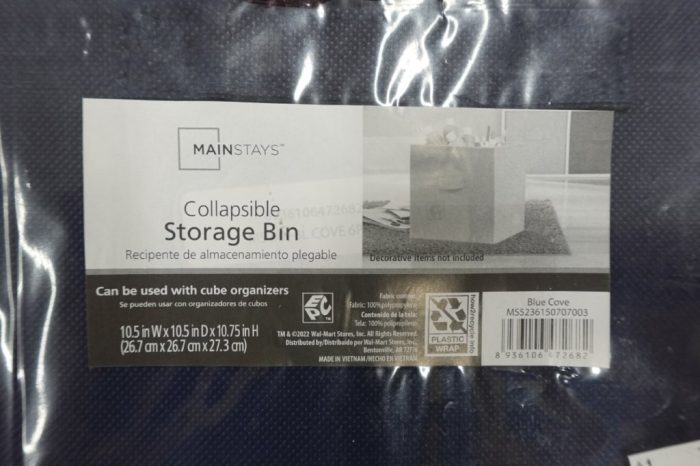 MAINSTAYS™
Collapsible
Storage Bin
Recipente de almacenamiento plegable
Decorative items not included
Can be used with cube organizers
Se pueden usar con organizadores de cubos
10.5 in W x 10.5 in D x 10.75 in H
(26.7 cm x 26.7 cm x 27.3 cm)
EPC
Fabric content:
Fabric: 100% polypropylene
Contenido de la tela:
Tela: 100% polipropileno
TM & ©2022 Wal-Mart Stores, Inc. All Rights Reserved.
Distributed by/Distribuido por Wal-Mart Stores, Inc.,
Bentonville, AR 72716
MADE IN VIETNAM/HECHO EN VIETNAM
PLASTIC
WRAP
how2recycle.info
Blue Cove
MS5236150707003
8 936106 472682